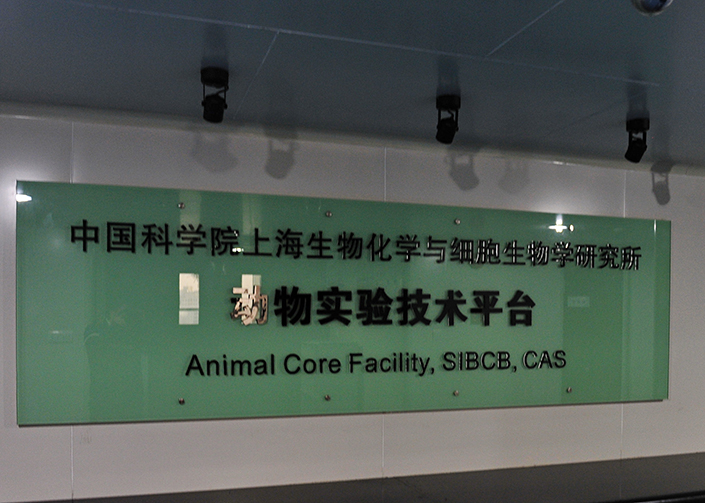 中国科学院上海生物化学与细胞生物学研究所
动物实验技术平台
Animal Core Facility, SIBCB, CAS